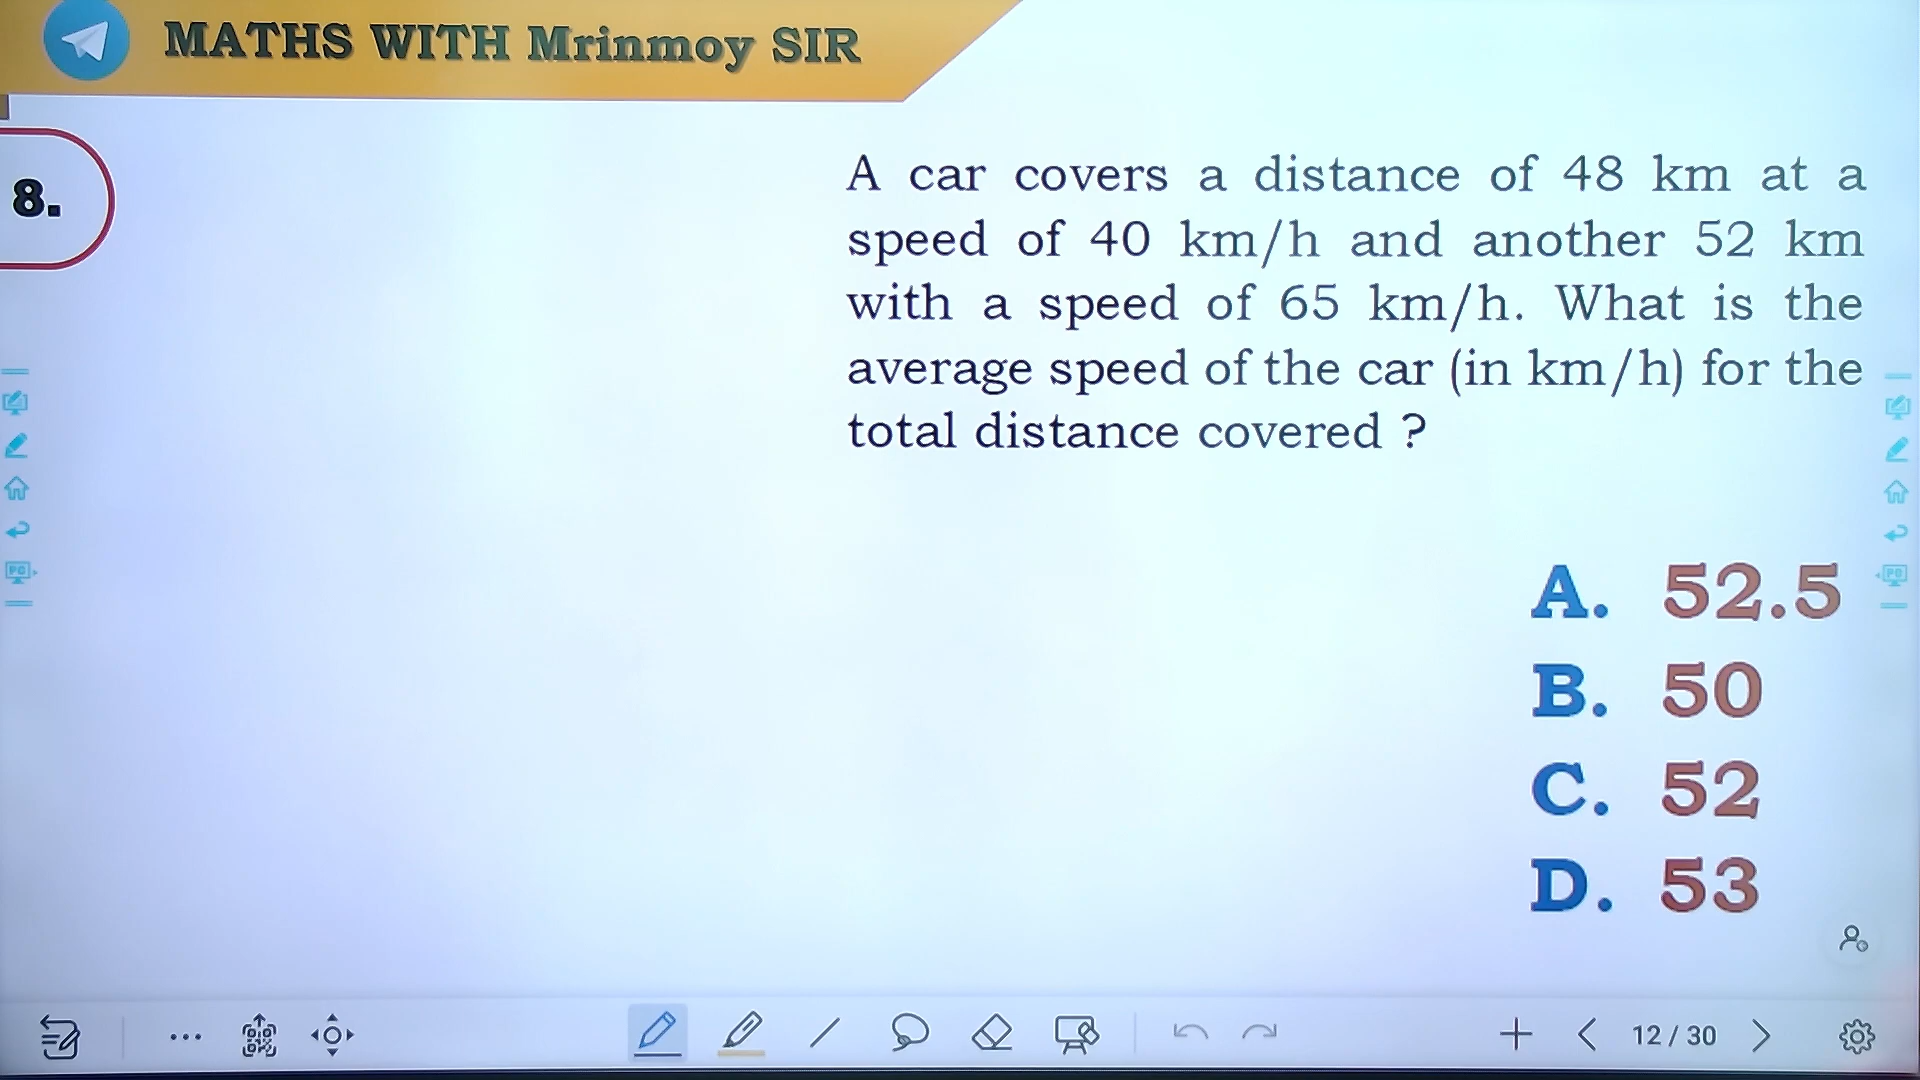 MATHS WITH Mrinmoy SIR
8.
A car covers a distance of 48 km at a
speed of 40 km/h and another 52 km
with a speed of 65 km/h. What is the
average speed of the car (in km/h) for the
total distance covered ?
A. 52.5
B. 50
C. 52
D. 53
PG
PG
12 / 30